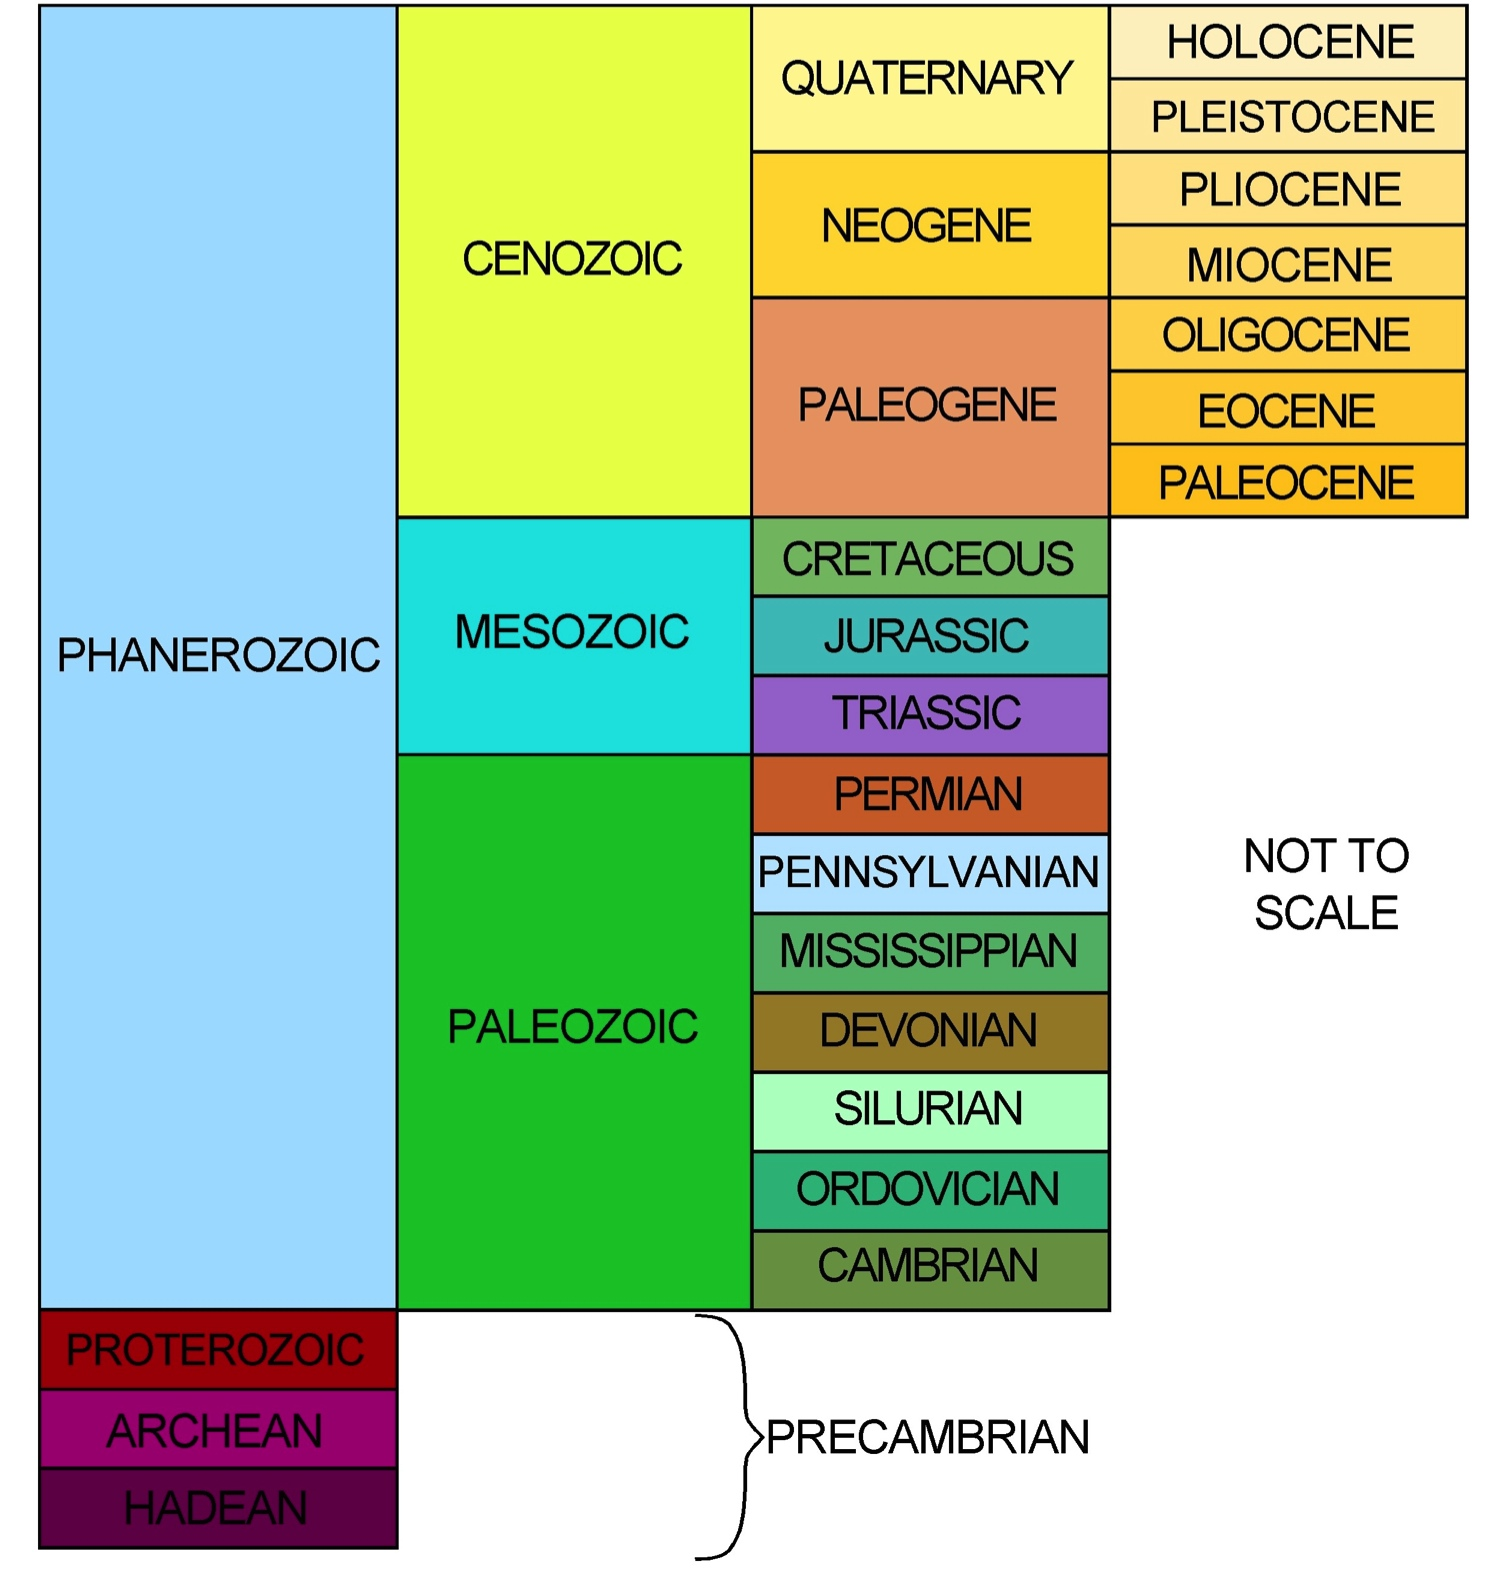 PHANEROZOIC
CENOZOIC
QUATERNARY
HOLOCENE
PLEISTOCENE
NEOGENE
PLIOCENE
MIOCENE
PALEOGENE
OLIGOCENE
EOCENE
PALEOCENE
MESOZOIC
CRETACEOUS
JURASSIC
TRIASSIC
PALEOZOIC
PERMIAN
PENNSYLVANIAN
MISSISSIPPIAN
DEVONIAN
SILURIAN
ORDOVICIAN
CAMBRIAN
NOT TO
SCALE
PROTEROZOIC
ARCHEAN
HADEAN
PRECAMBRIAN